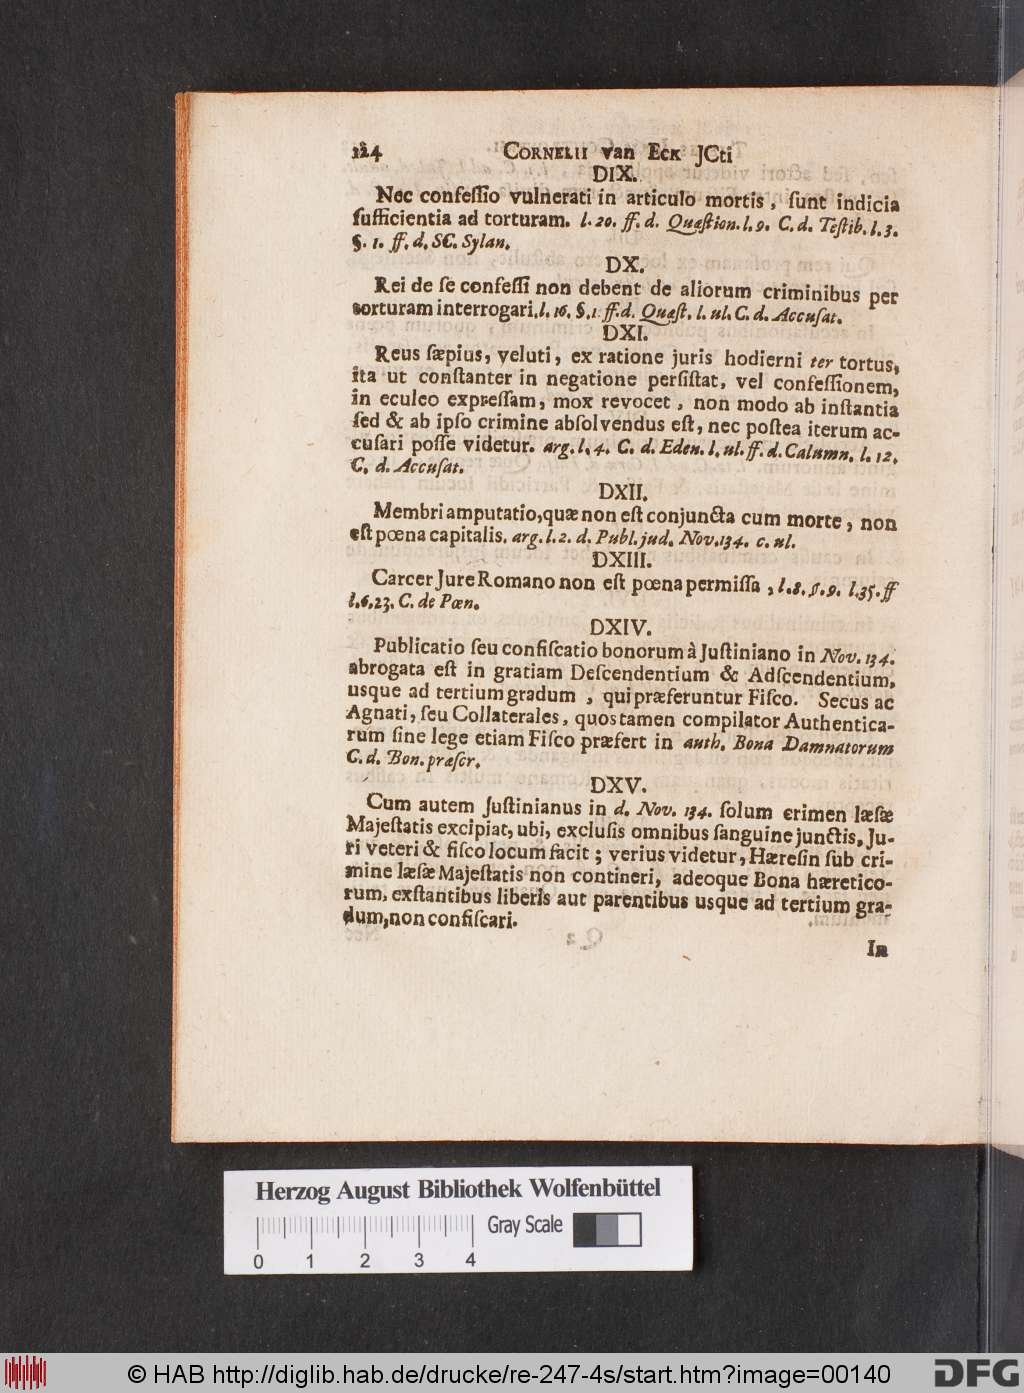 124 CORNELII van ECK JCti
DIX.
Nec confeſſio vulnerati in articulo mortis, ſunt indicia
ſufficientia ad torturam. l. 20. ff. d. Quæſtion. l. 9. C. d. Teſtib. l. 3.
§. 1. ff. d. SC. Sylan.
DX.
Rei de ſe confeſſi non debent de aliorum criminibus per
torturam interrogari. l. 16. §. 1. ff. d. Quæſt. l. ul. C. d. Accuſat.
DXI.
Reus ſæpius, veluti, ex ratione juris hodierni ter tortus,
ita ut conſtanter in negatione perſiſtat, vel confeſſionem,
in eculeo expreſſam, mox revocet, non modo ab inſtantia
ſed & ab ipſo crimine abſolvendus eſt, nec poſtea iterum ac-
cuſari poſſe videtur. arg. l. 4. C. d. Eden. l. ul. ff. d. Calumn. l. 12.
C. d. Accuſat.
DXII.
Membri amputatio, quæ non eſt conjuncta cum morte, non
eſt pœna capitalis. arg. l. 2. d. Publ. jud. Nov. 134. c. ul.
DXIII.
Carcer Jure Romano non eſt pœna permiſſa, l. 8. §. 9. l. 35. ff
l. 6. 23. C. de Pœn.
DXIV.
Publicatio ſeu confiſcatio bonorum à Juſtiniano in Nov. 134.
abrogata eſt in gratiam Deſcendentium & Adſcendentium,
usque ad tertium gradum, qui præferuntur Fiſco. Secus ac
Agnati, ſeu Collaterales, quos tamen compilator Authentica-
rum ſine lege etiam Fiſco præfert in auth. Bona Damnatorum
C. d. Bon. præſcr.
DXV.
Cum autem Juſtinianus in d. Nov. 134. ſolum crimen læſæ
Majeſtatis excipiat, ubi, excluſis omnibus ſanguine junctis, Ju-
ri veteri & fiſco locum facit; verius videtur, Hæreſin ſub cri-
mine læſæ Majeſtatis non contineri, adeoque Bona hæretico-
rum, exſtantibus liberis aut parentibus usque ad tertium gra-
dum, non confiſcari.
In
Herzog August Bibliothek Wolfenbüttel
Gray Scale
0 1 2 3 4
© HAB http://diglib.hab.de/drucke/re-247-4s/start.htm?image=00140
DFG